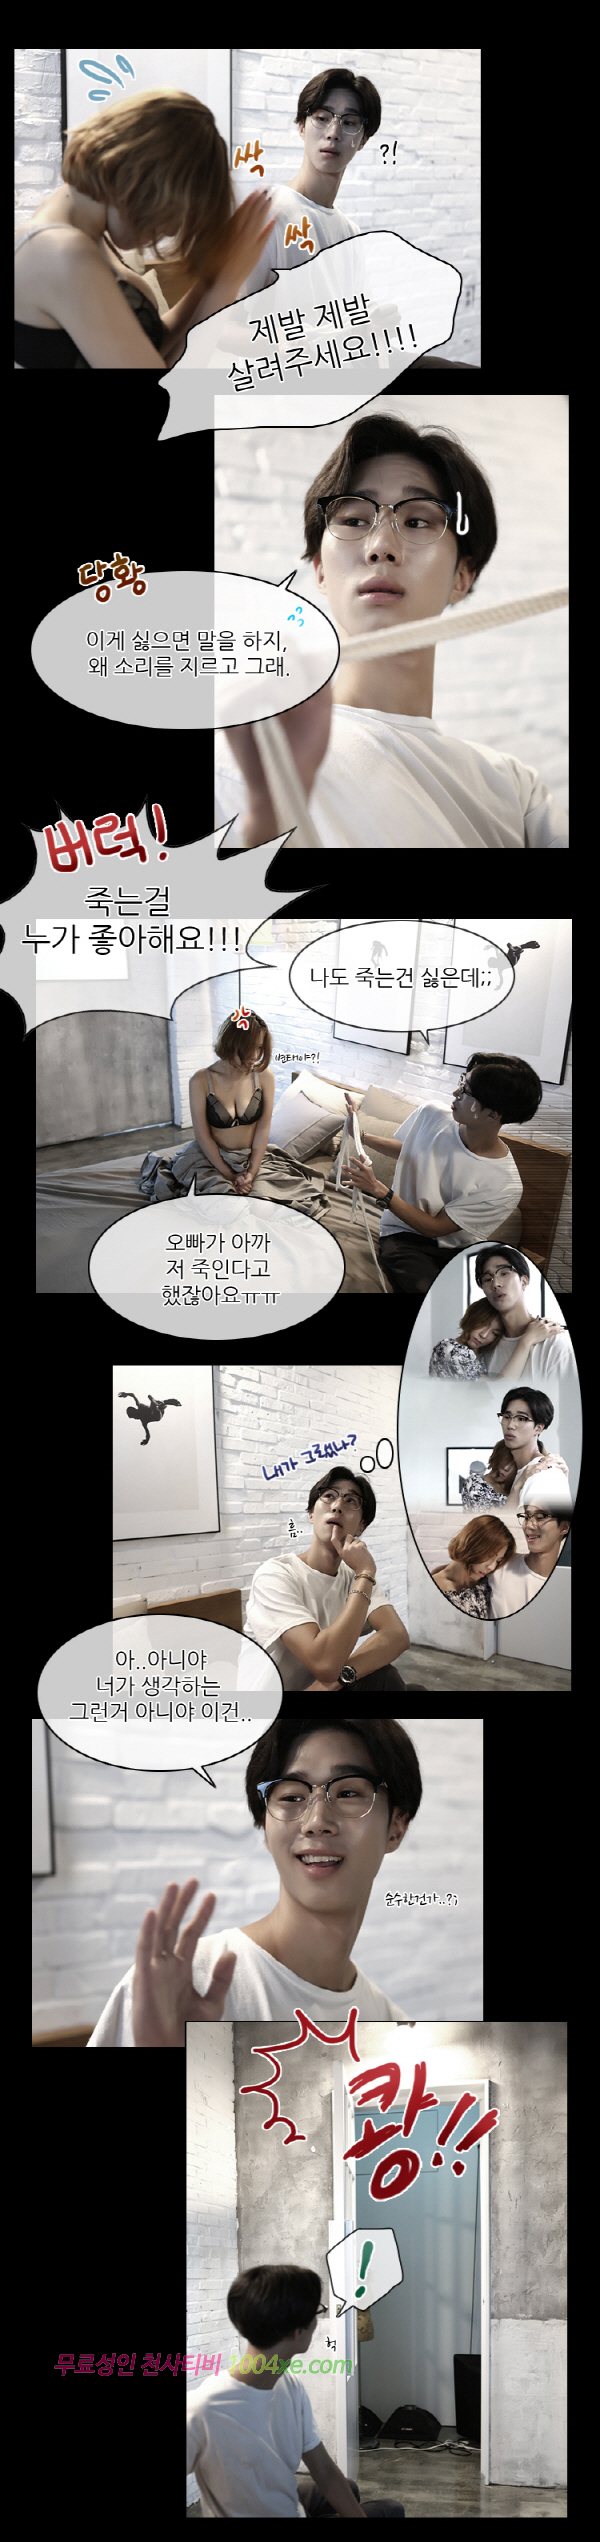 싹
?!
싹
제발 제발
살려주세요!!!!
당황
이게 싫으면 말을 하지,
왜 소리를 지르고 그래.
버럭!
죽는걸
누가 좋아해요!!!
나도 죽는건 싫은데;;
변태야?!
오빠가 아까
저 죽인다고
했잖아요ㅠㅠ
내가 그랬나?
흠..
아..아니야
너가 생각하는
그런거 아니야 이건..
순수한건가..?;
쾅!!
!
헉
무료성인 천사티비 1004xe.com